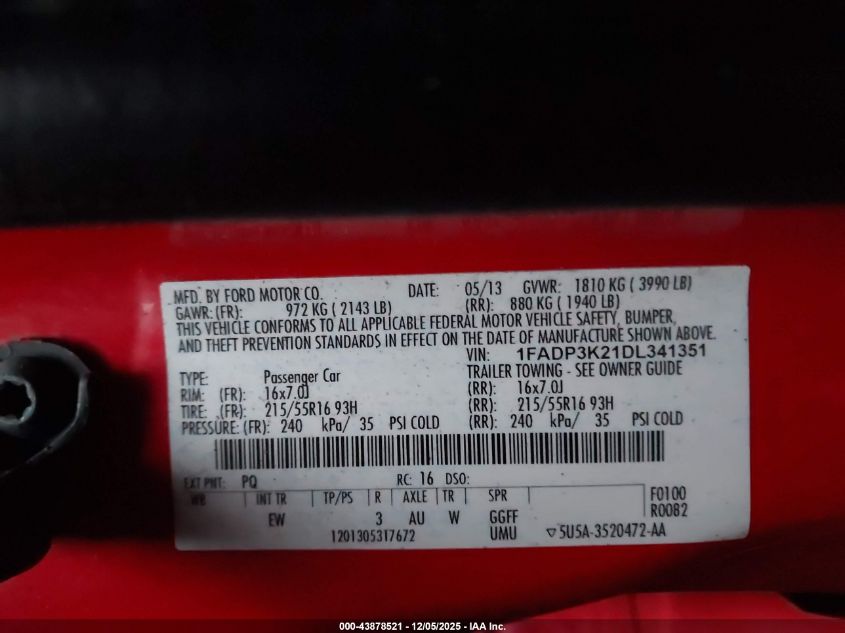 MFD. BY FORD MOTOR CO. DATE: 05/13 GVWR: 1810 KG ( 3990 LB)
GAWR: (FR): 972 KG ( 2143 LB) (RR): 880 KG ( 1940 LB)
THIS VEHICLE CONFORMS TO ALL APPLICABLE FEDERAL MOTOR VEHICLE SAFETY, BUMPER,
AND THEFT PREVENTION STANDARDS IN EFFECT ON THE DATE OF MANUFACTURE SHOWN ABOVE.
VIN: 1FADP3K21DL341351
TYPE: Passenger Car TRAILER TOWING - SEE OWNER GUIDE
RIM: (FR): 16x7.0J (RR): 16x7.0J
TIRE: (FR): 215/55R16 93H (RR): 215/55R16 93H
PRESSURE: (FR): 240 kPa/ 35 PSI COLD (RR): 240 kPa/ 35 PSI COLD
EXT PNT: PQ RC: 16 DSO:
WB INT TR TP/PS R AXLE TR SPR F0100
EW 3 AU W GGFF R0082
1201305317672 UMU ▽5U5A-3520472-AA
000-43878521 - 12/05/2025 - IAA Inc.